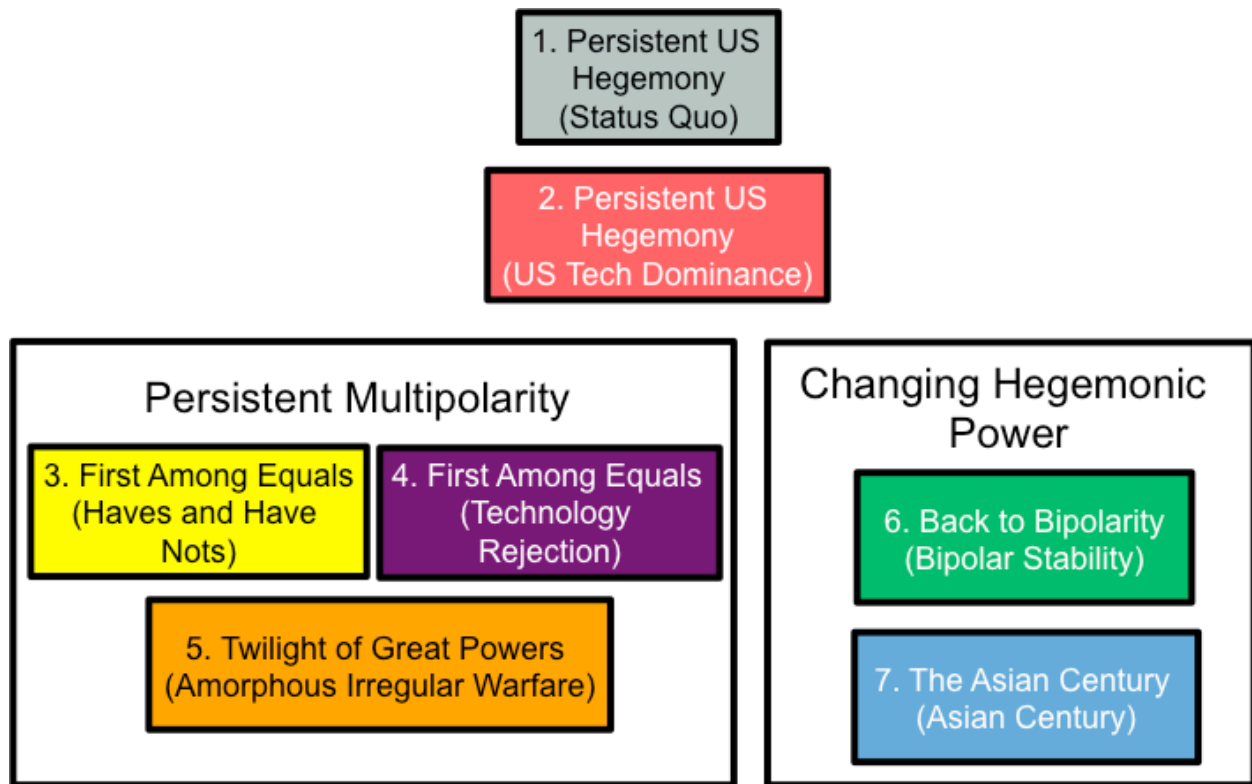 1. Persistent US
Hegemony
(Status Quo)
2. Persistent US
Hegemony
(US Tech Dominance)
Persistent Multipolarity
3. First Among Equals
(Haves and Have
Nots)
4. First Among Equals
(Technology
Rejection)
5. Twilight of Great Powers
(Amorphous Irregular Warfare)
Changing Hegemonic
Power
6. Back to Bipolarity
(Bipolar Stability)
7. The Asian Century
(Asian Century)